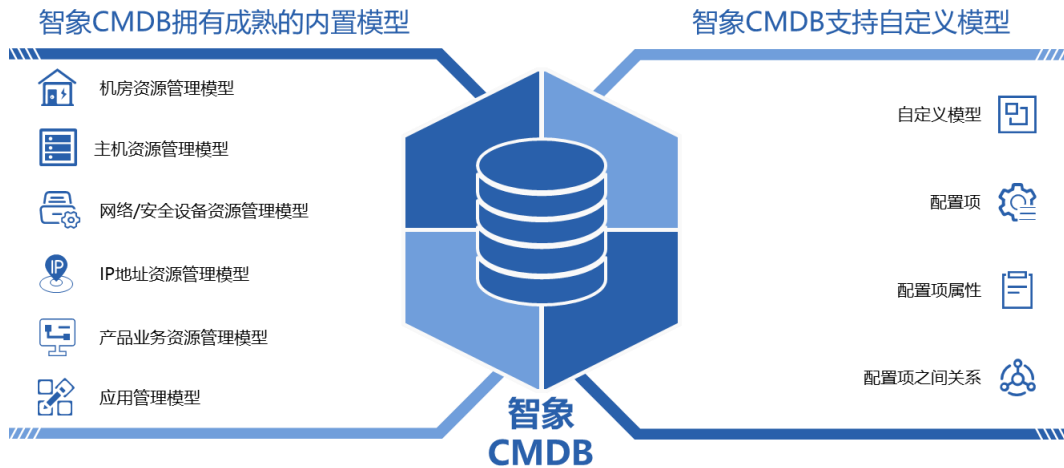 智象CMDB拥有成熟的内置模型
机房资源管理模型
主机资源管理模型
网络/安全设备资源管理模型
IP
IP地址资源管理模型
产品业务资源管理模型
应用管理模型
智象CMDB支持自定义模型
自定义模型
配置项
配置项属性
配置项之间关系
智象
CMDB